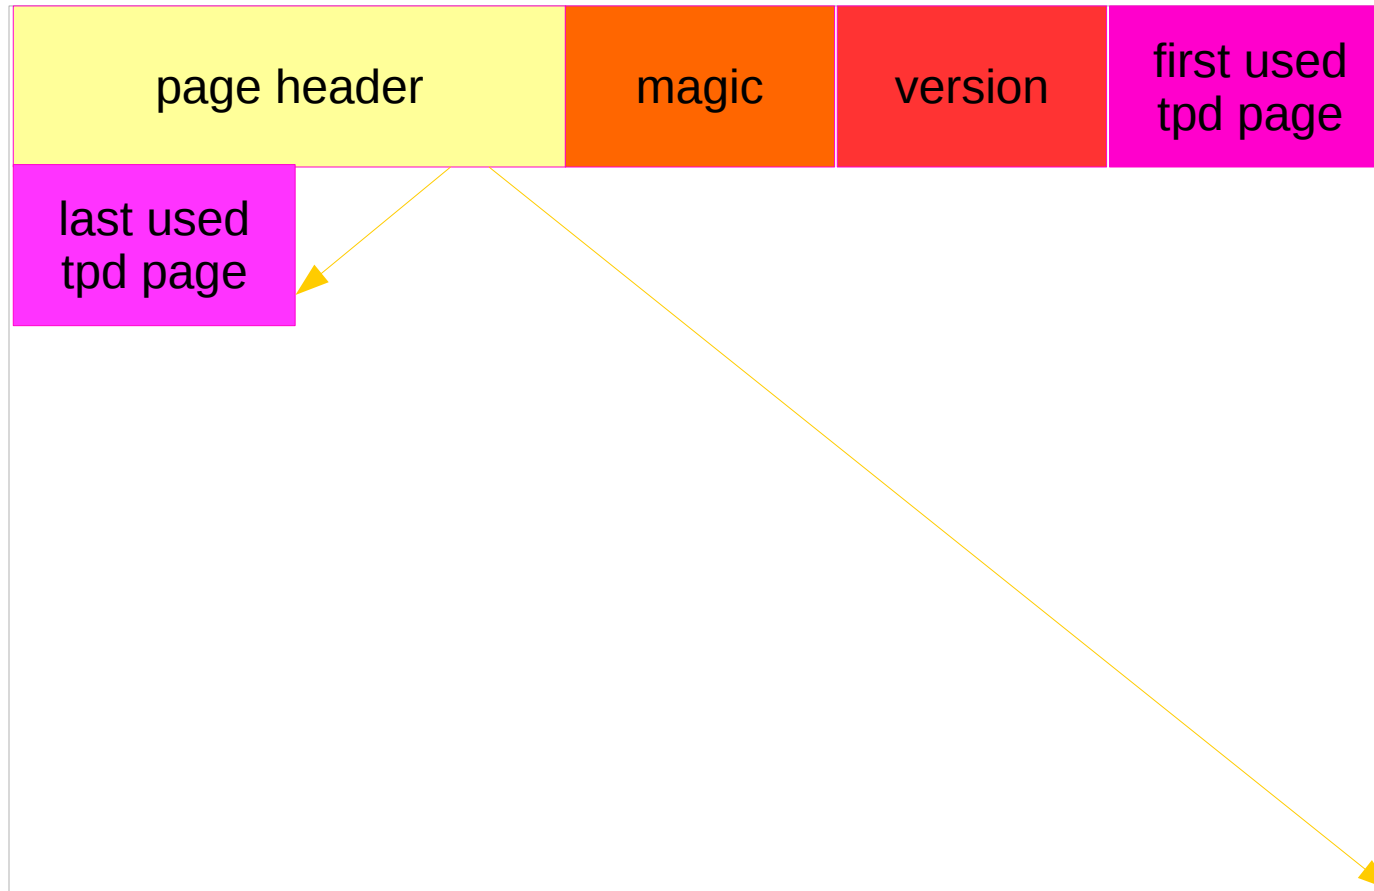 page header
magic
version
first used
tpd page
last used
tpd page